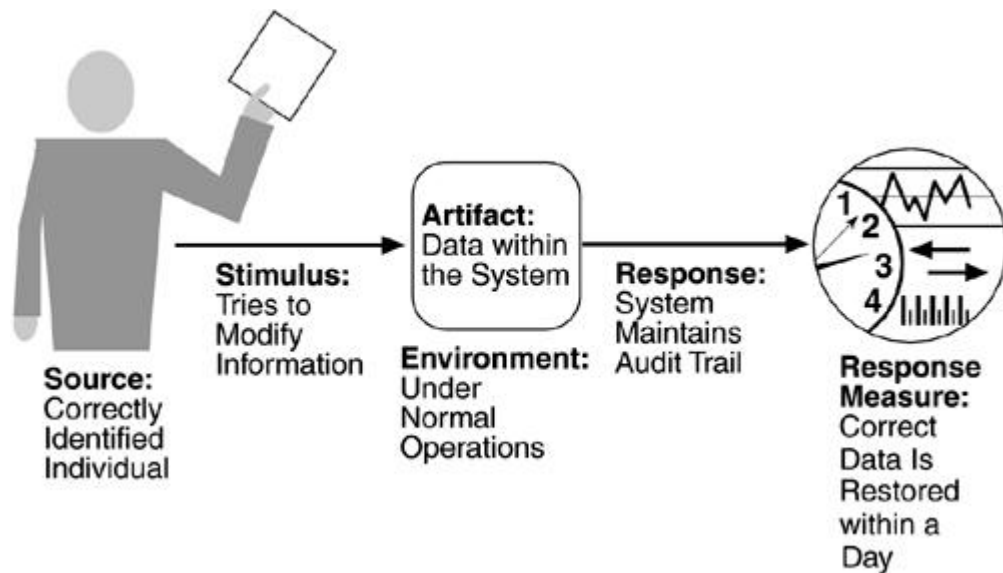 Source:
Correctly
Identified
Individual
Stimulus:
Tries to
Modify
Information
Artifact:
Data within
the System
Environment:
Under
Normal
Operations
Response:
System
Maintains
Audit Trail
1
2
3
4
Response
Measure:
Correct
Data Is
Restored
within a
Day